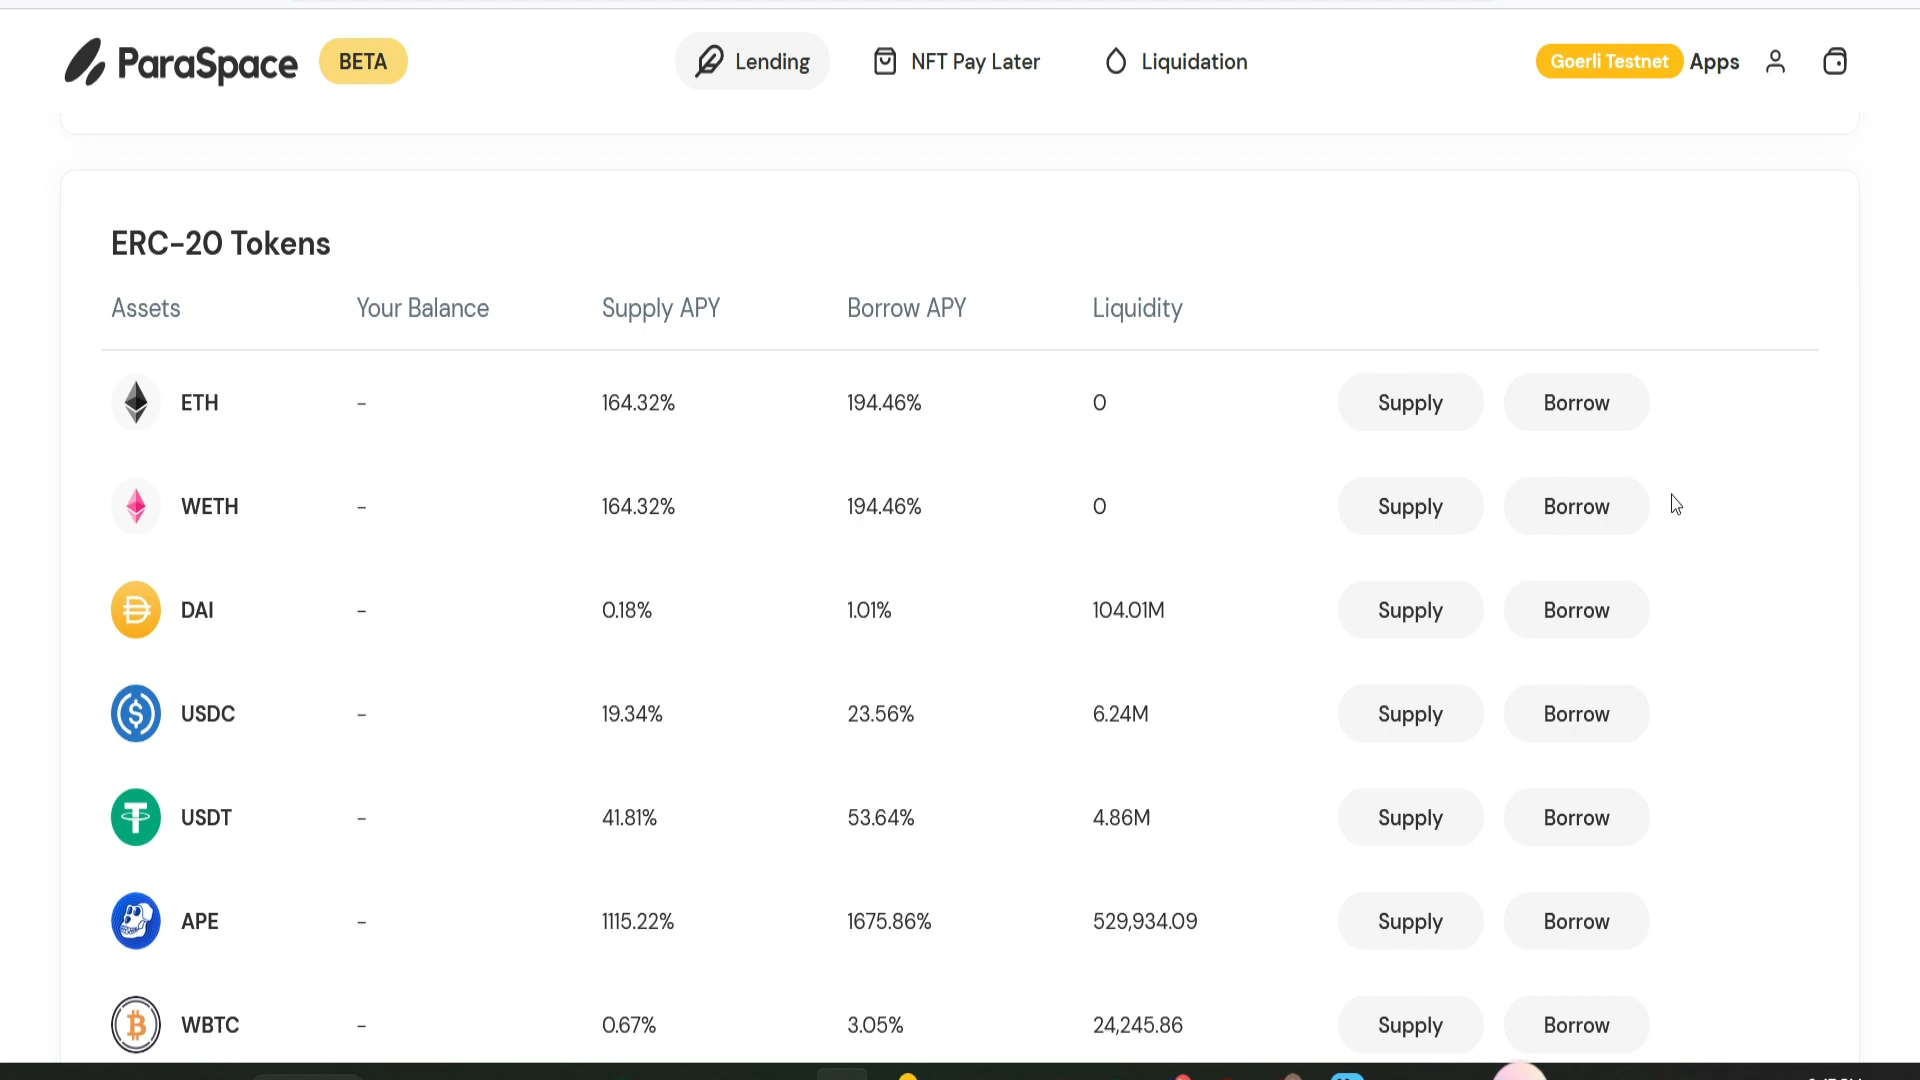 ParaSpace BETA Lending NFT Pay Later Liquidation Goerli Testnet Apps
ERC-20 Tokens
Assets Your Balance Supply APY Borrow APY Liquidity
ETH - 164.32% 194.46% 0 Supply Borrow
WETH - 164.32% 194.46% 0 Supply Borrow
DAI - 0.18% 1.01% 104.01M Supply Borrow
USDC - 19.34% 23.56% 6.24M Supply Borrow
USDT - 41.81% 53.64% 4.86M Supply Borrow
APE - 1115.22% 1675.86% 529,934.09 Supply Borrow
WBTC - 0.67% 3.05% 24,245.86 Supply Borrow